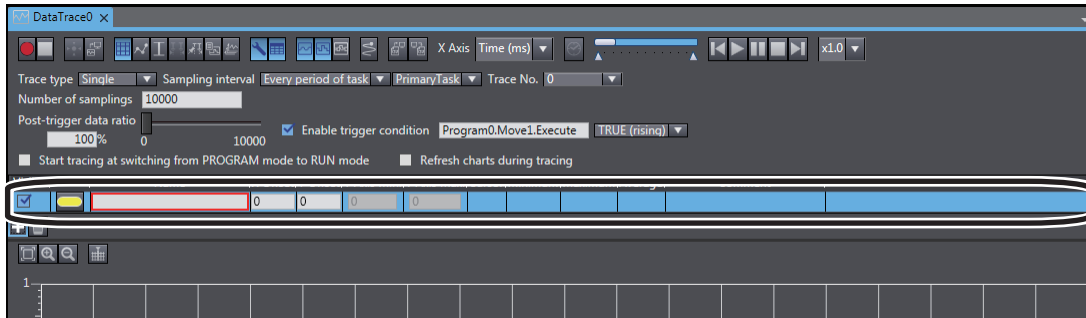 DataTrace0
X Axis Time (ms) x1.0
Trace type Single Sampling interval Every period of task PrimaryTask Trace No. 0
Number of samplings 10000
Post-trigger data ratio
Enable trigger condition Program0.Move1.Execute TRUE (rising)
100 % 0 10000
Start tracing at switching from PROGRAM mode to RUN mode Refresh charts during tracing
0 0 0 0
1